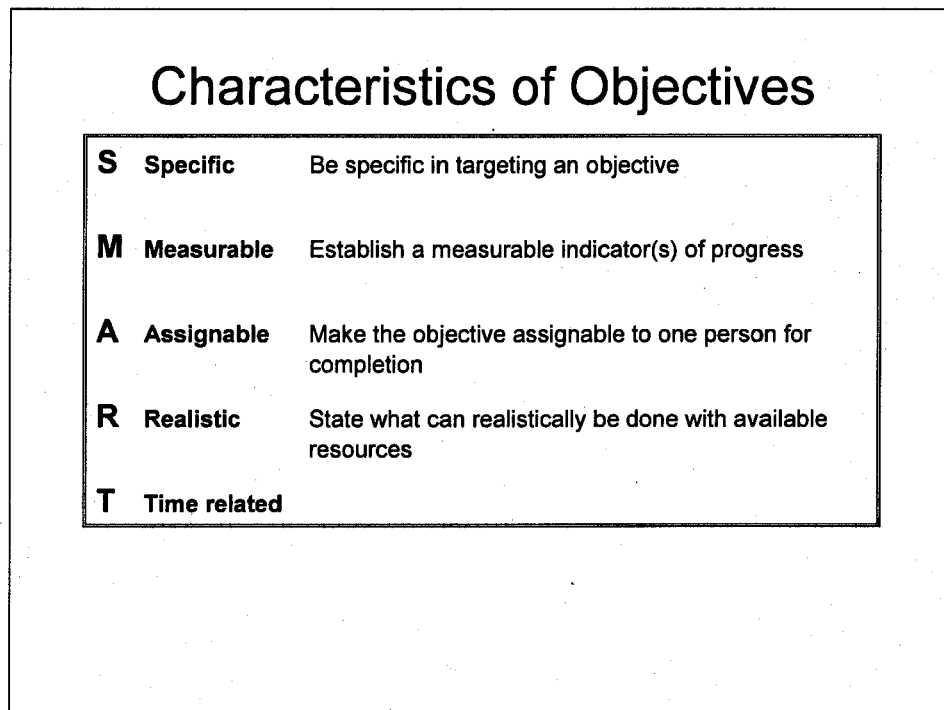 Characteristics of Objectives
S Specific Be specific in targeting an objective
M Measurable Establish a measurable indicator(s) of progress
A Assignable Make the objective assignable to one person for
completion
R Realistic State what can realistically be done with available
resources
T Time related